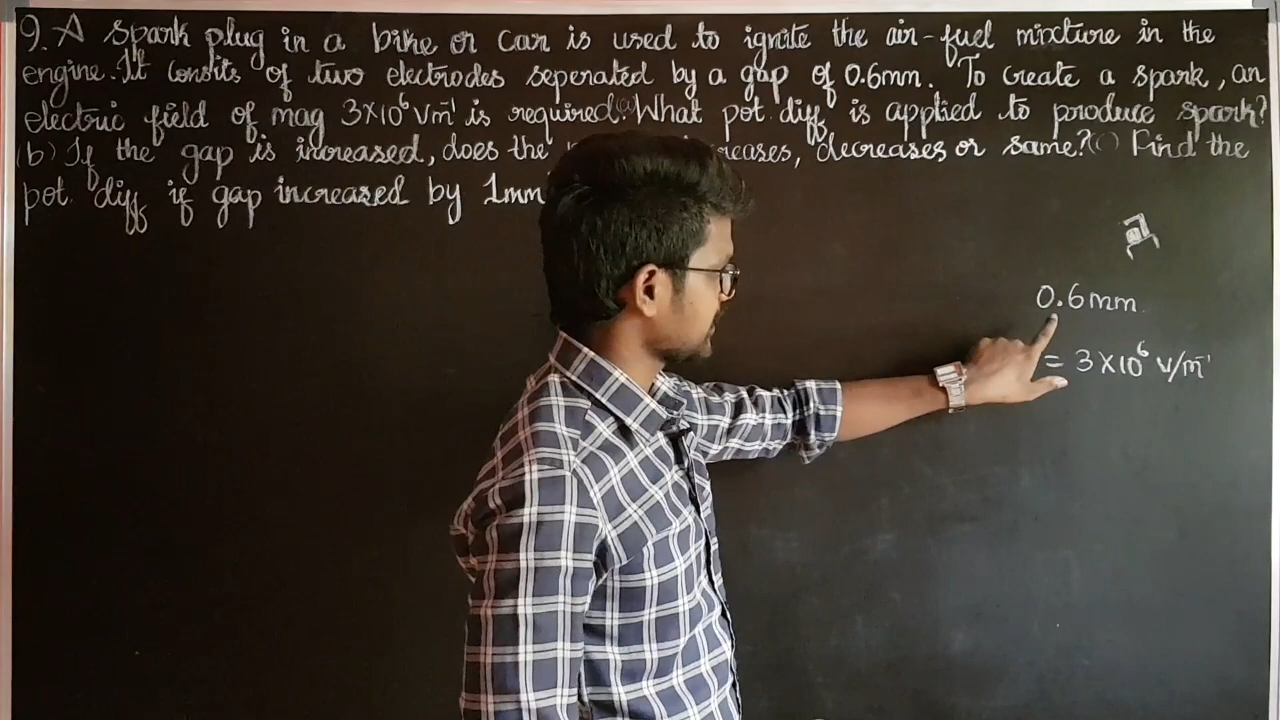 9. A spark plug in a bike or car is used to ignite the air-fuel mixture in the
engine. It consits of two electrodes seperated by a gap of 0.6mm. To create a spark, an
electric field of mag 3×10⁶ Vm⁻¹ is required. (a) What pot. diff is applied to produce spark?
(b) If the gap is increased, does the reases, decreases or same? (c) Find the
pot. diff if gap increased by 1mm
0.6mm
= 3×10⁶ V/m⁻¹